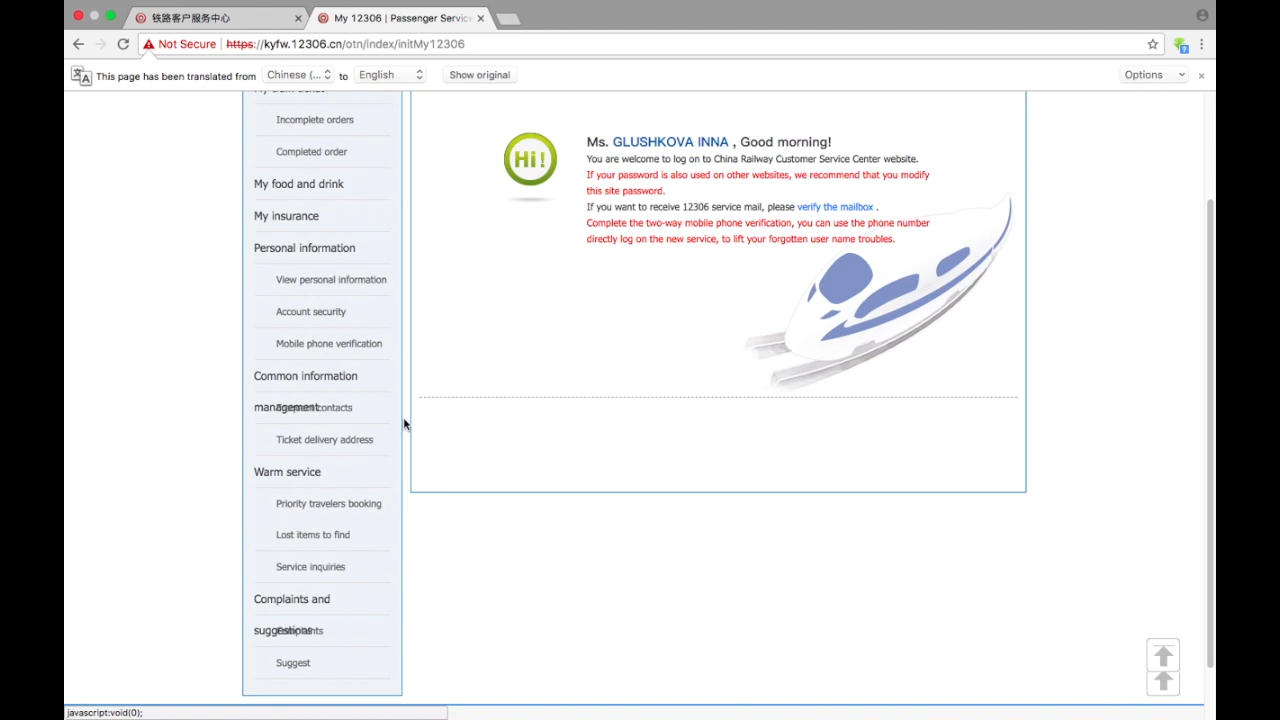 铁路客户服务中心
My 12306 | Passenger Service
Not Secure
https://kyfw.12306.cn/otn/index/initMy12306
This page has been translated from Chinese (... to English Show original Options
Incomplete orders
Completed order
My food and drink
My insurance
Personal information
View personal information
Account security
Mobile phone verification
Common information
management contacts
Ticket delivery address
Warm service
Priority travelers booking
Lost items to find
Service inquiries
Complaints and
suggestions
Suggest
Hi!
Ms. GLUSHKOVA INNA , Good morning!
You are welcome to log on to China Railway Customer Service Center website.
If your password is also used on other websites, we recommend that you modify
this site password.
If you want to receive 12306 service mail, please verify the mailbox .
Complete the two-way mobile phone verification, you can use the phone number
directly log on the new service, to lift your forgotten user name troubles.
javascript:void(0);